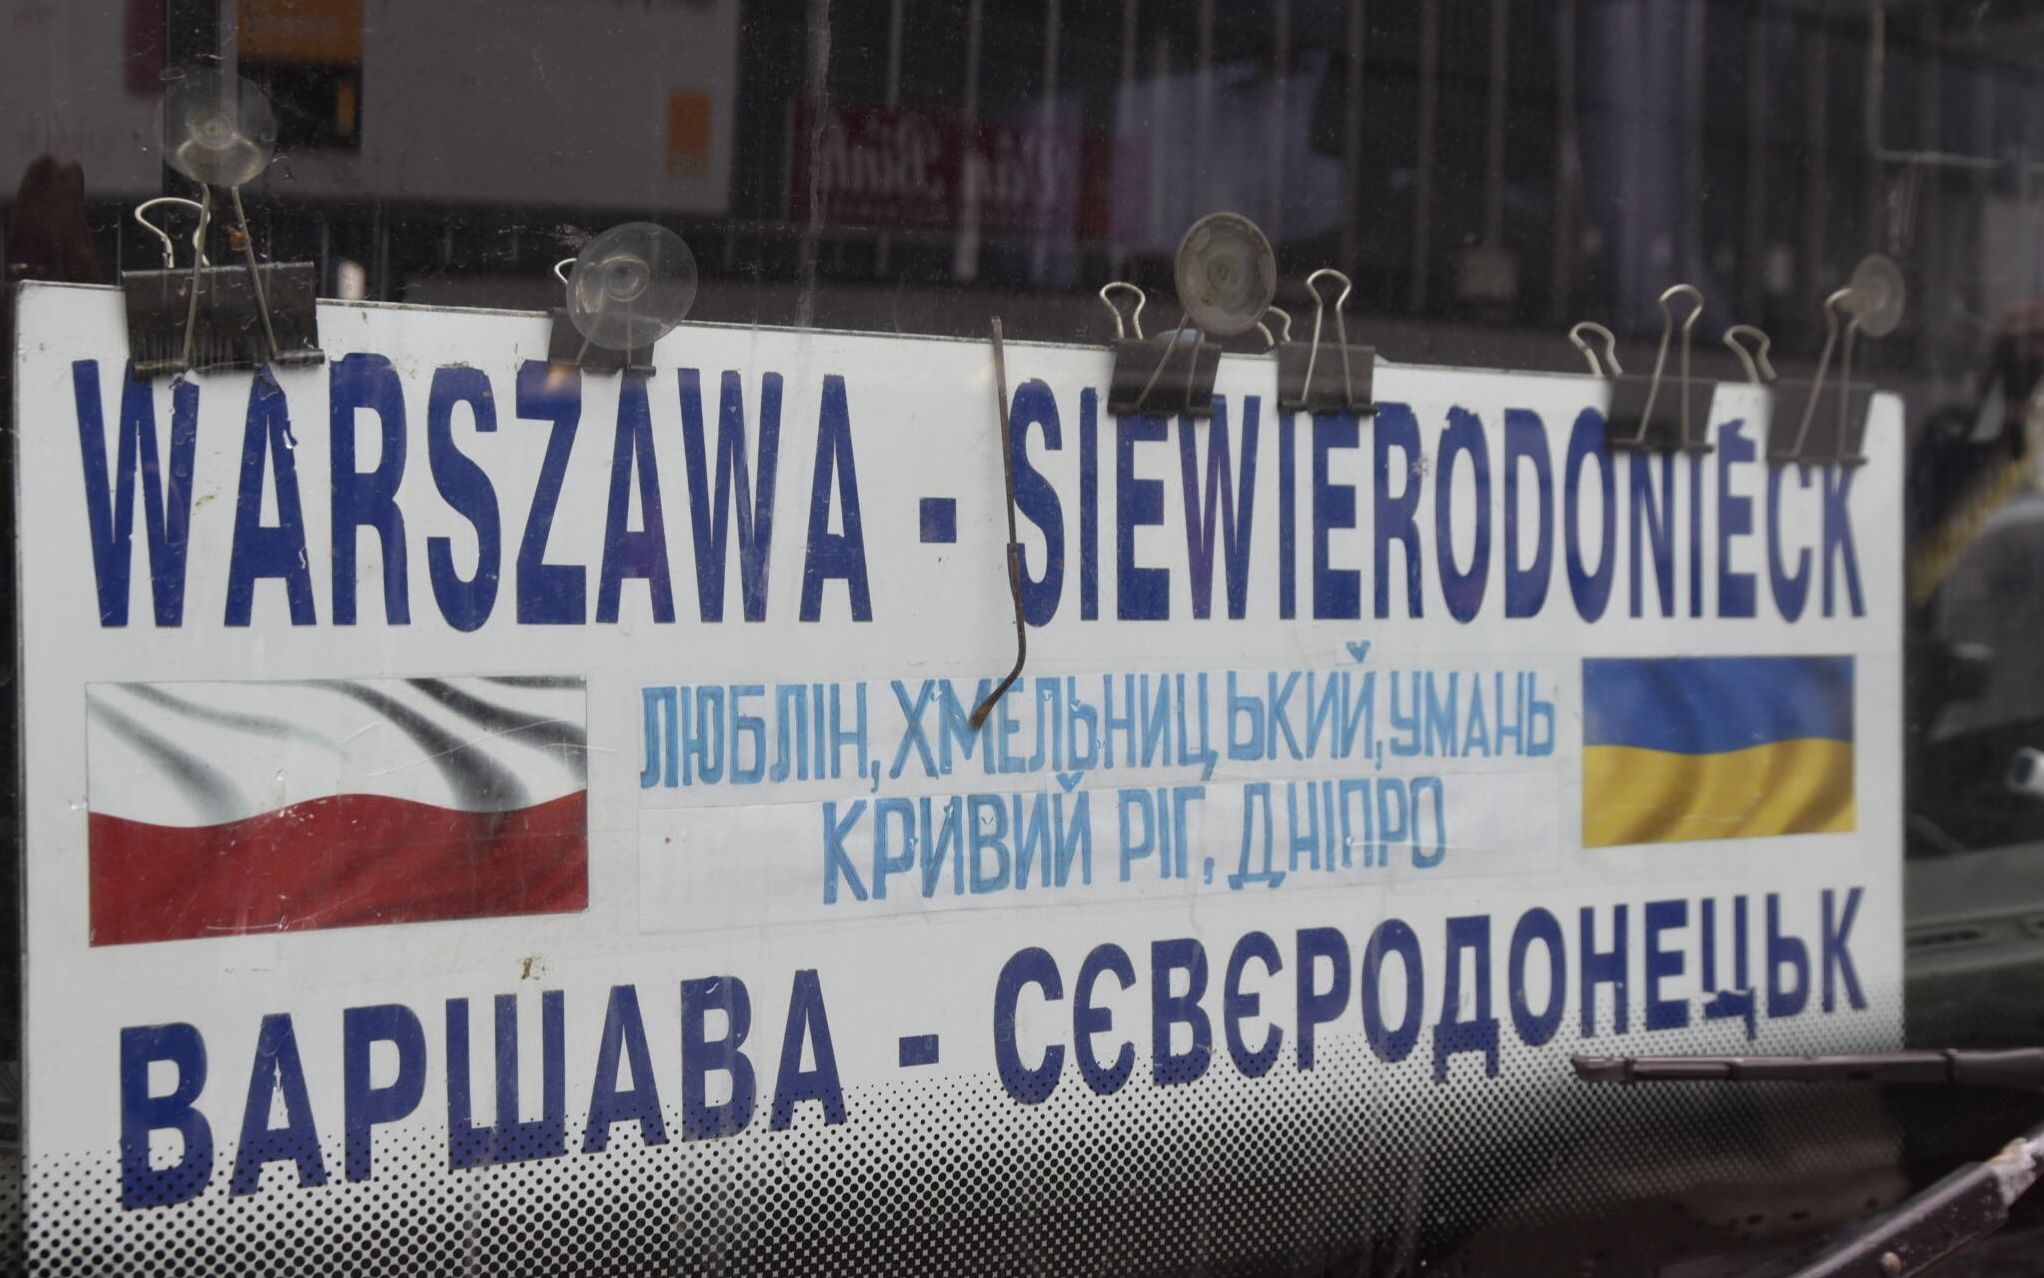 WARSZAWA - SIEWIERODONIECK
ЛЮБЛІН, ХМЕЛЬНИЦЬКИЙ, УМАНЬ
КРИВИЙ РІГ, ДНІПРО
ВАРШАВА - СЄВЄРОДОНЕЦЬК